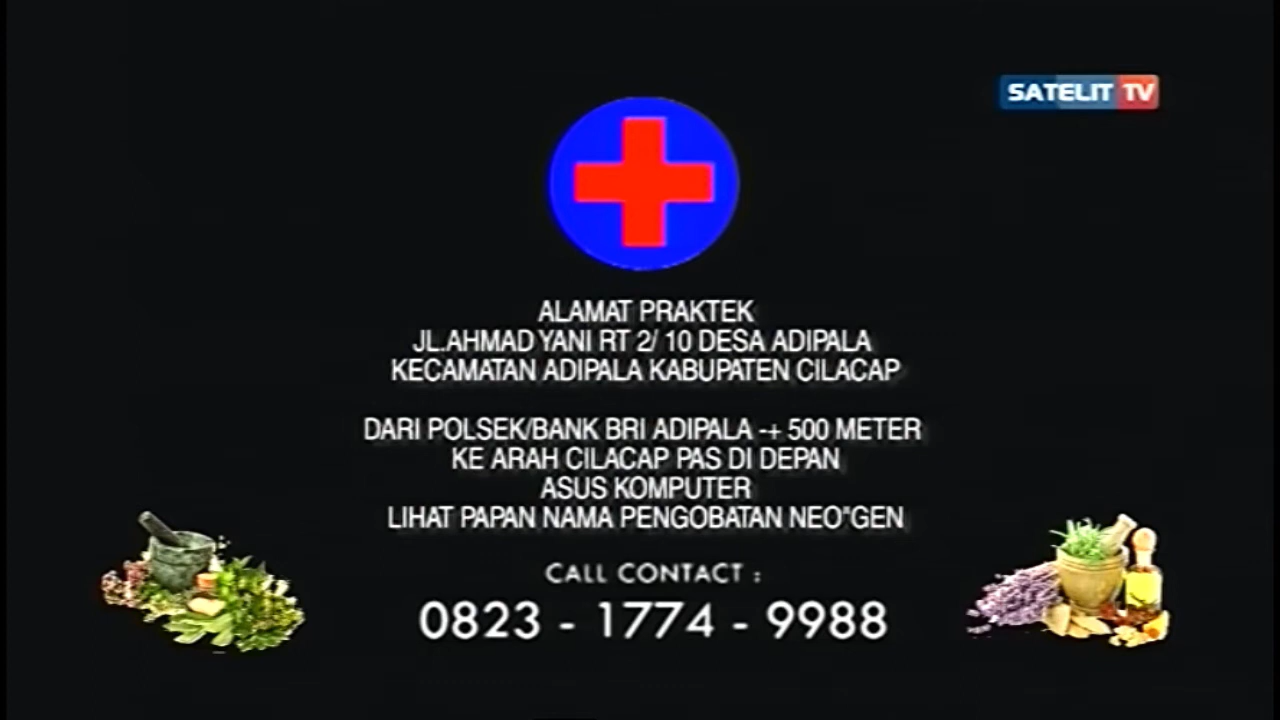 SATELIT TV
ALAMAT PRAKTEK
JL.AHMAD YANI RT 2/ 10 DESA ADIPALA
KECAMATAN ADIPALA KABUPATEN CILACAP
DARI POLSEK/BANK BRI ADIPALA -+ 500 METER
KE ARAH CILACAP PAS DI DEPAN
ASUS KOMPUTER
LIHAT PAPAN NAMA PENGOBATAN NEO"GEN
CALL CONTACT :
0823 - 1774 - 9988